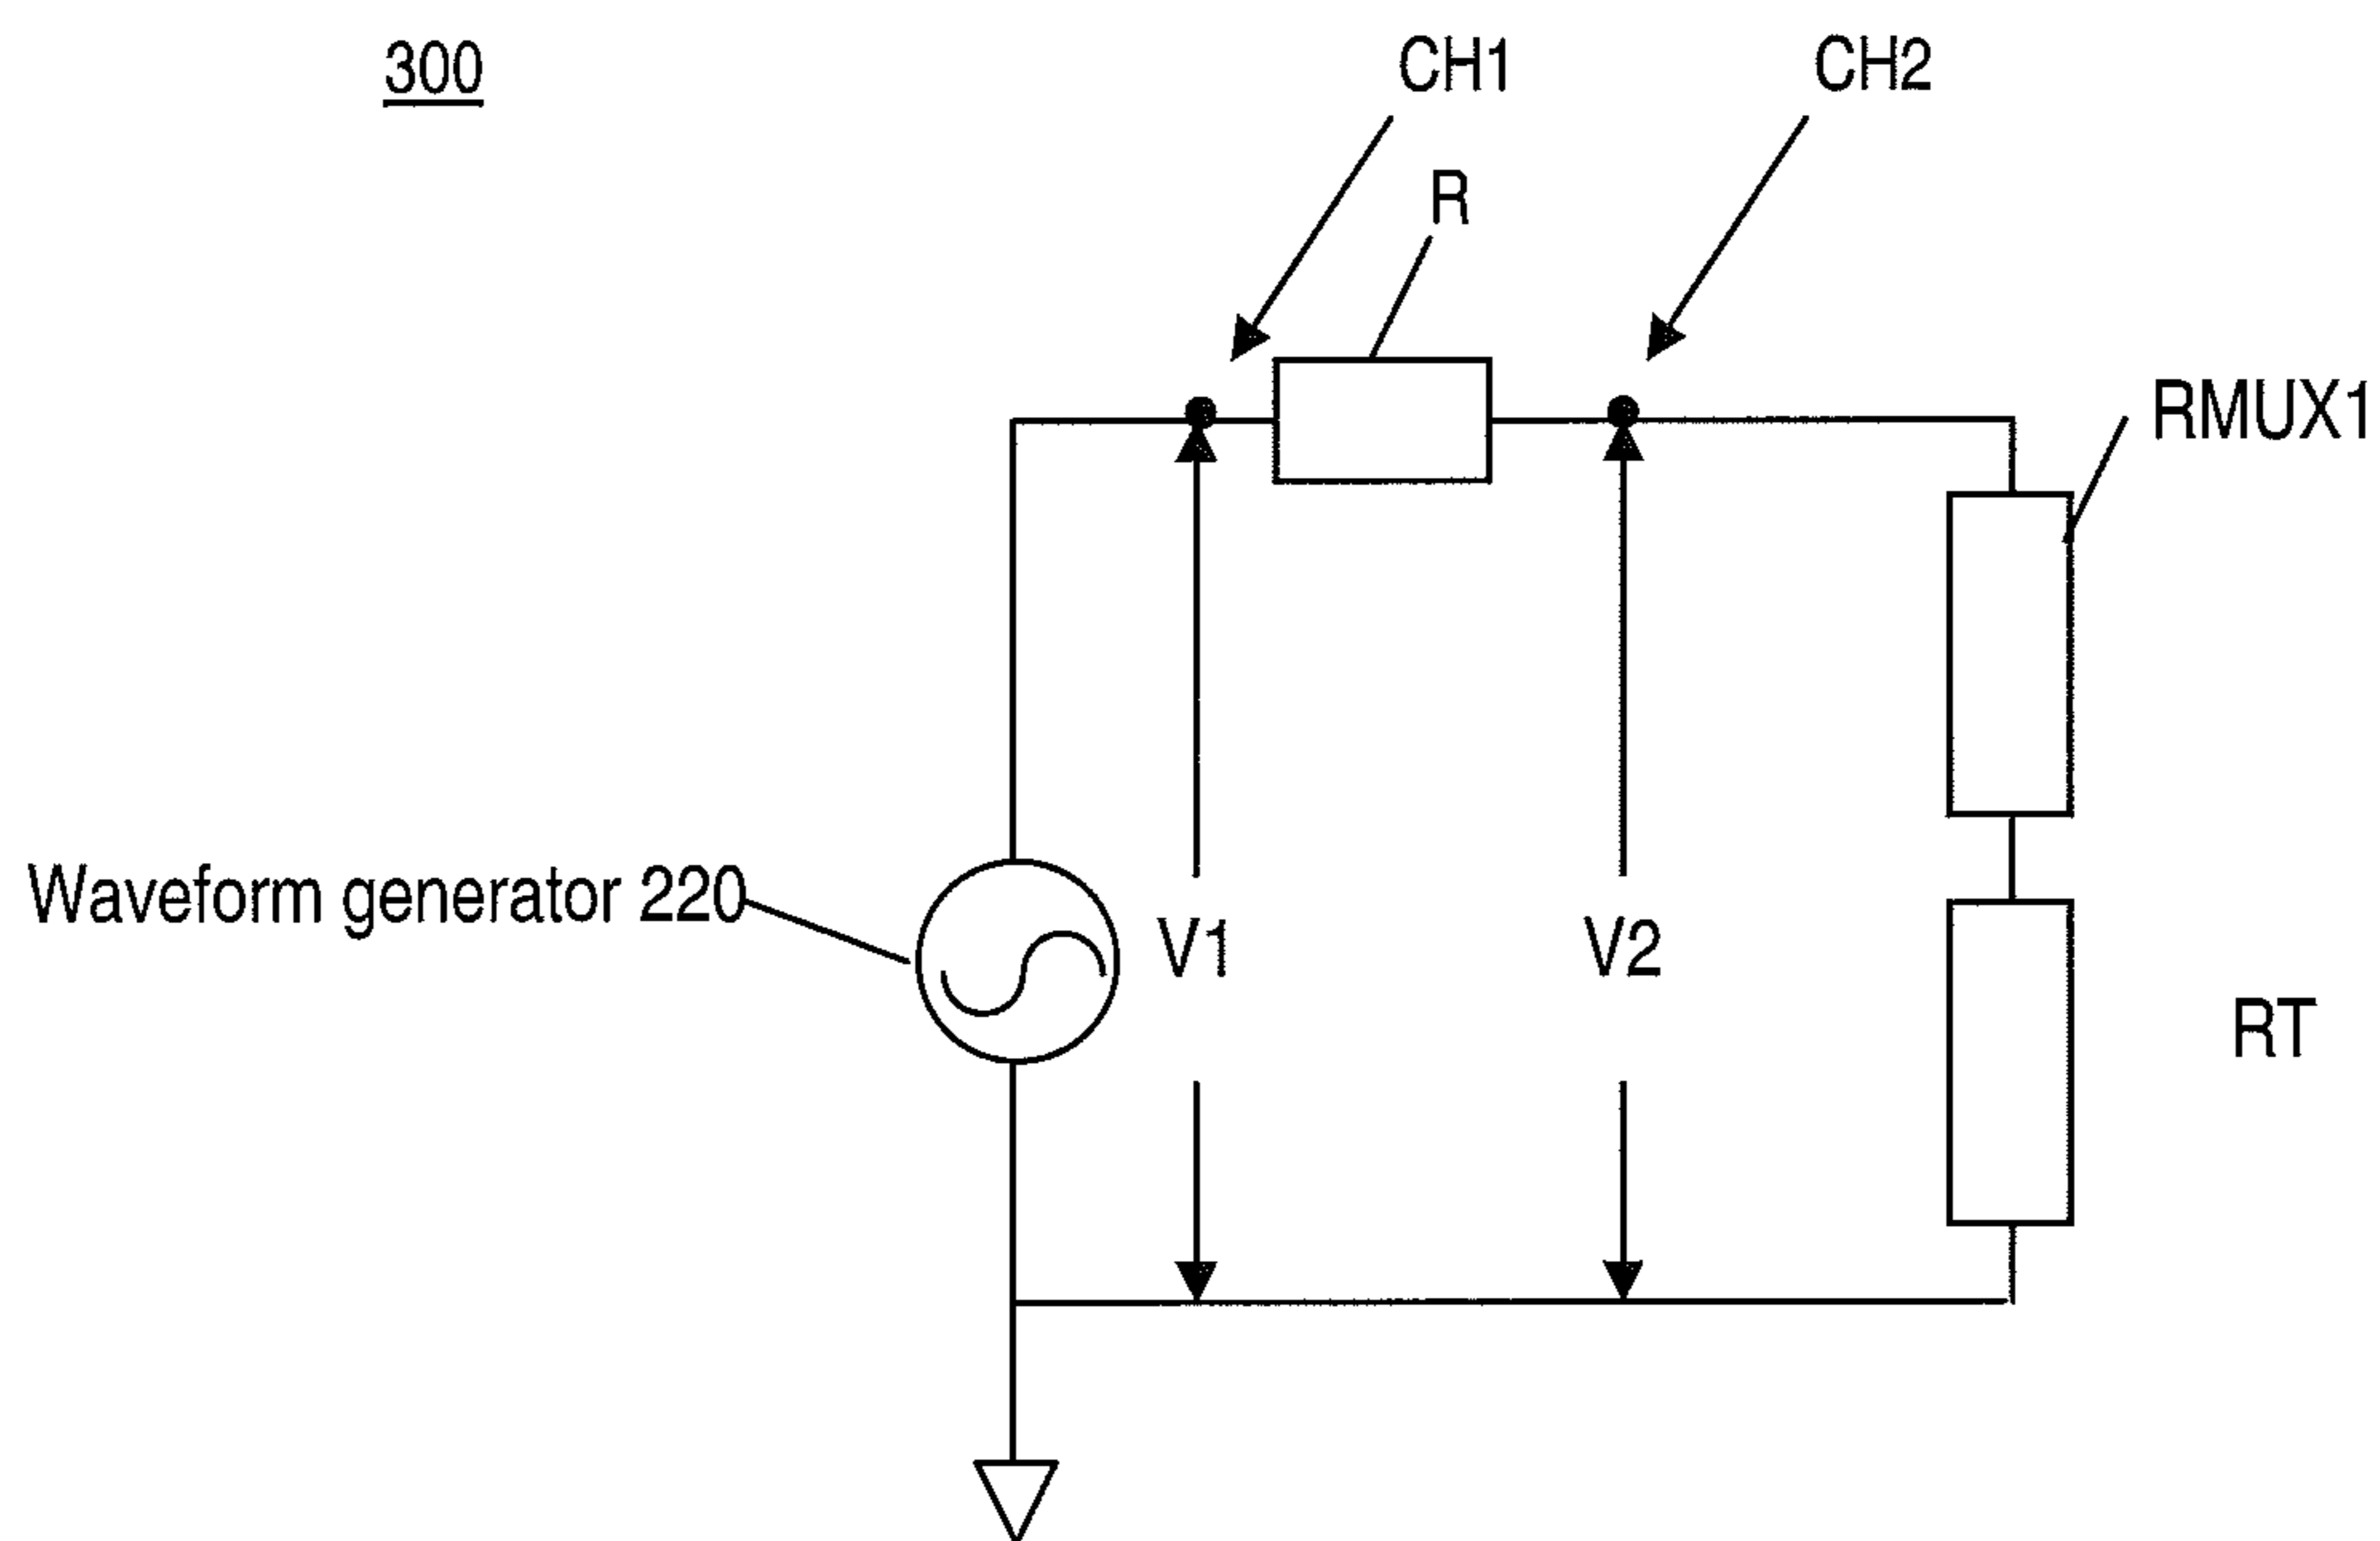 300
CH1
CH2
R
RMUX1
Waveform generator 220
V1
V2
RT